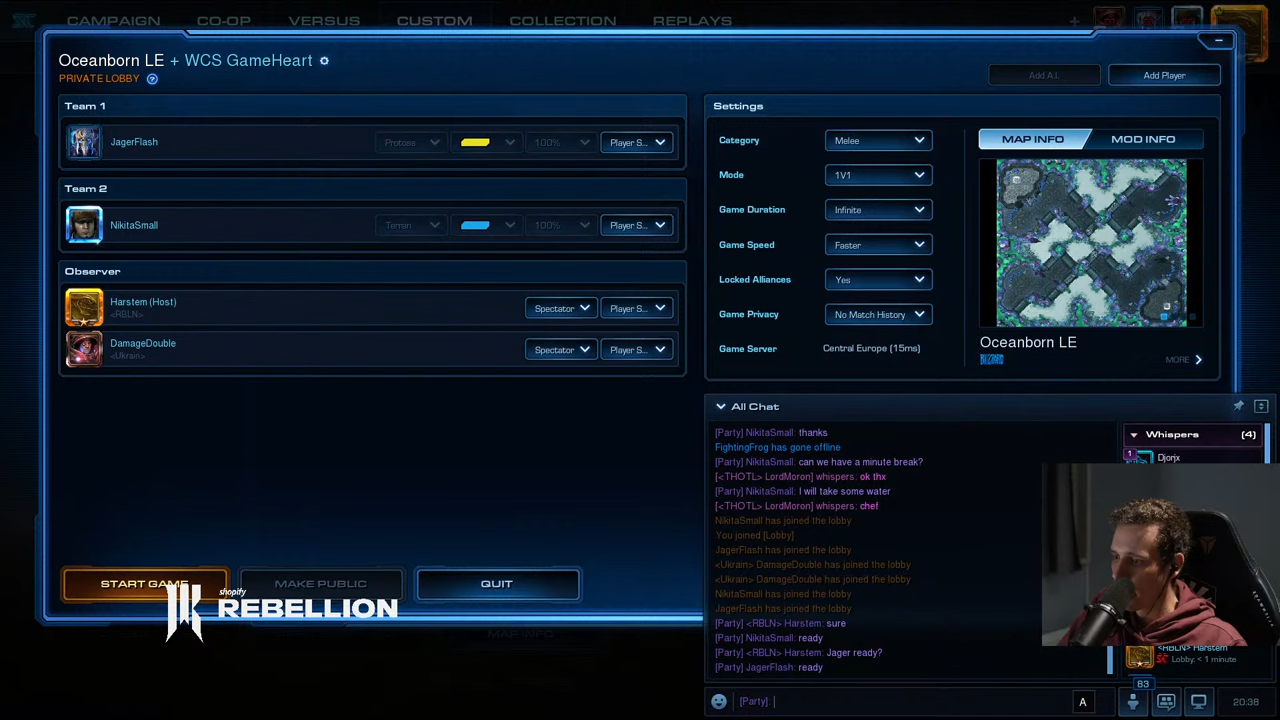 CAMPAIGN CO-OP VERSUS CUSTOM COLLECTION REPLAYS
Oceanborn LE + WCS GameHeart
PRIVATE LOBBY ?
Add A.I. Add Player
Team 1
JagerFlash Protoss 100% Player S...
Team 2
NikitaSmall Terran 100% Player S...
Observer
Harstem (Host)
<RBLN>
Spectator Player S...
DamageDouble
<Ukrain>
Spectator Player S...
START GAME MAKE PUBLIC QUIT
shopify
REBELLION
Settings
Category Melee
Mode 1V1
Game Duration Infinite
Game Speed Faster
Locked Alliances Yes
Game Privacy No Match History
Game Server Central Europe (15ms)
MAP INFO MOD INFO
Oceanborn LE
BLIZZARD MORE
All Chat
[Party] NikitaSmall: thanks
FightingFrog has gone offline
[Party] NikitaSmall: can we have a minute break?
[<THOTL> LordMoron] whispers: ok thx
[Party] NikitaSmall: I will take some water
[<THOTL> LordMoron] whispers: chef
NikitaSmall has joined the lobby
You joined [Lobby]
JagerFlash has joined the lobby
<Ukrain> DamageDouble has joined the lobby
<Ukrain> DamageDouble has joined the lobby
NikitaSmall has joined the lobby
JagerFlash has joined the lobby
[Party] <RBLN> Harstem: sure
[Party] NikitaSmall: ready
[Party] <RBLN> Harstem: Jager ready?
[Party] JagerFlash: ready
[Party]: A
Whispers (4)
1
Djorjx
<RBLN> Harstem
Lobby: < 1 minute
83
20:38
MAP INFO